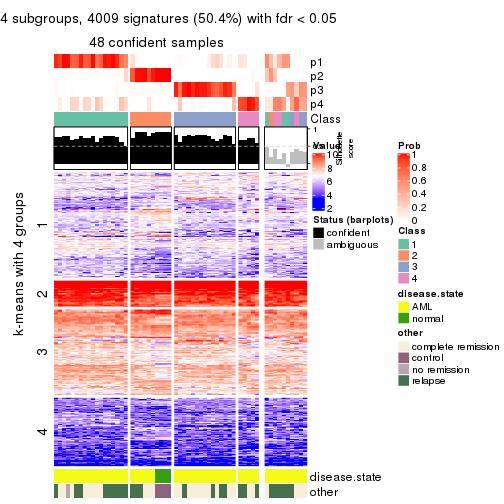 4 subgroups, 4009 signatures (50.4%) with fdr < 0.05
48 confident samples
p1
p2
p3
p4
Class
1
Silhouette
score
Value
10
8
6
4
2
Status (barplots)
confident
ambiguous
Prob
1
0.8
0.6
0.4
0.2
0
Class
1
2
3
4
disease.state
AML
normal
other
complete remission
control
no remission
relapse
k-means with 4 groups
1
2
3
4
disease.state
other